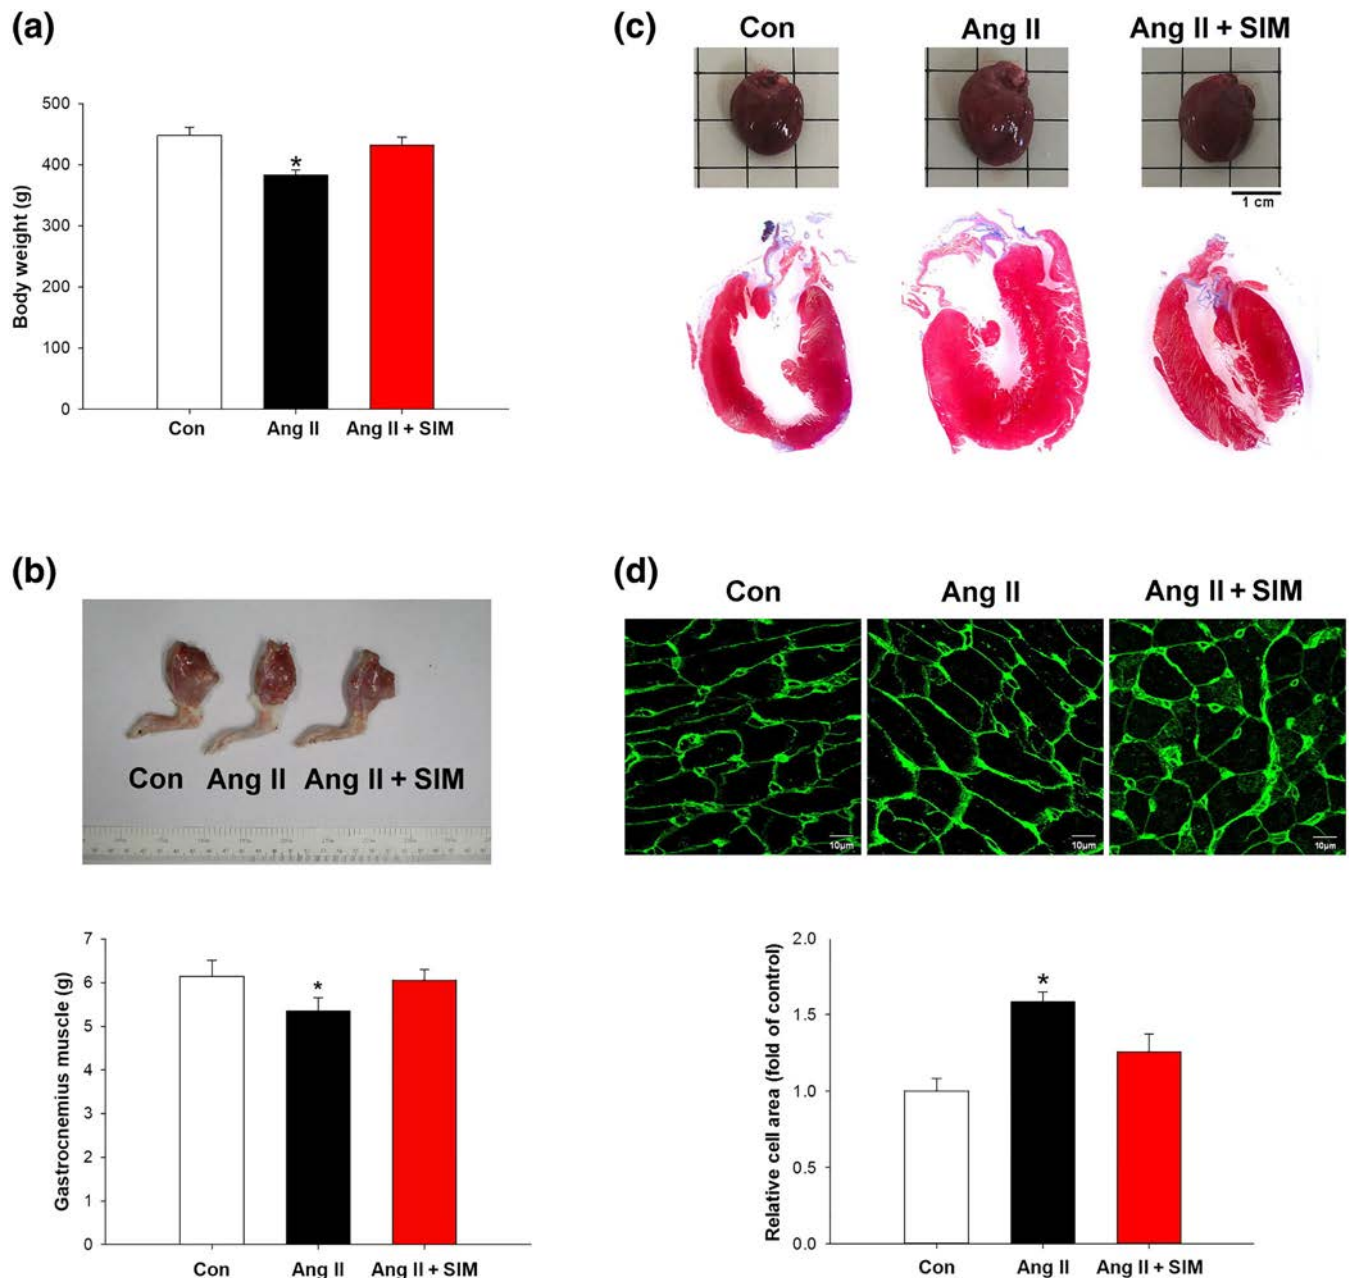 (a)
500
400
300
200
100
0
Body weight (g)
*
Con Ang II Ang II + SIM
(c)
Con Ang II Ang II + SIM
1 cm
(b)
Con Ang II Ang II + SIM
7
6
5
4
3
2
1
0
Gastrocnemius muscle (g)
*
Con Ang II Ang II + SIM
(d)
Con Ang II Ang II + SIM
10µm 10µm 10µm
2.0
1.5
1.0
0.5
0.0
Relative cell area (fold of control)
*
Con Ang II Ang II + SIM